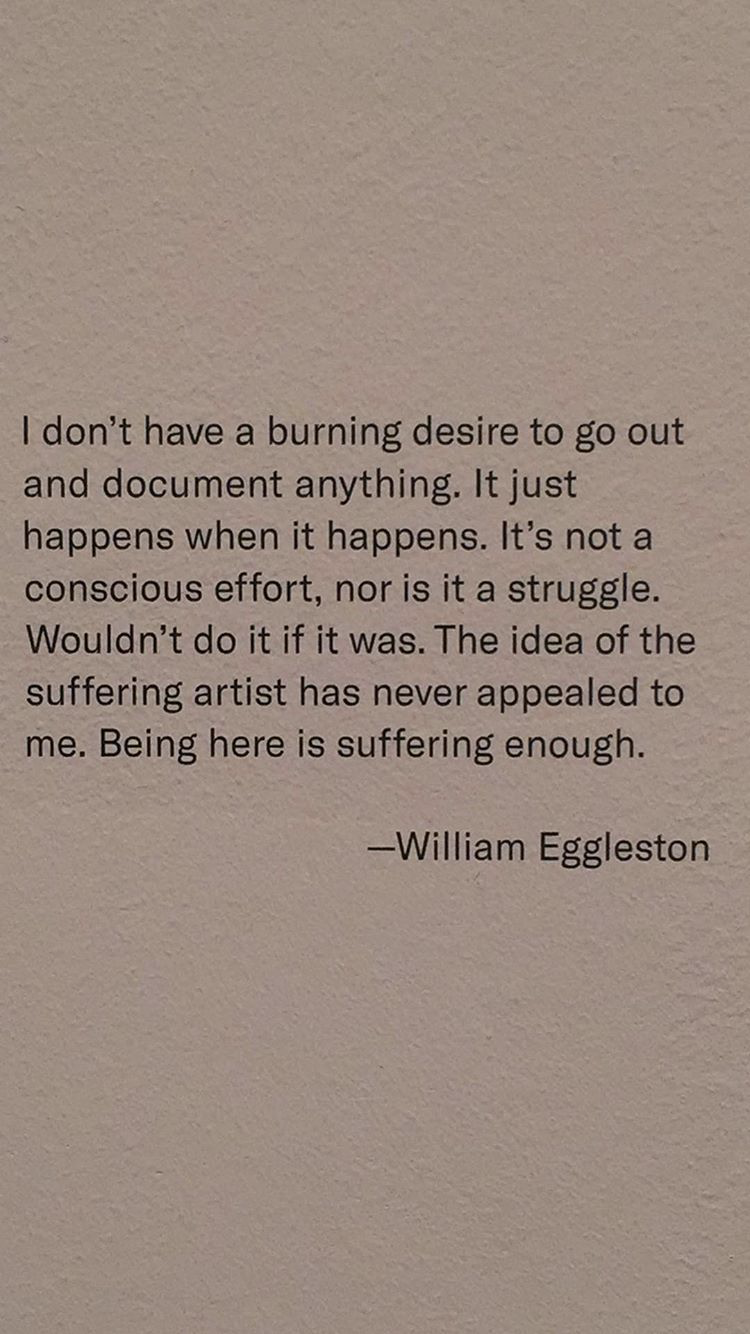 I don’t have a burning desire to go out
and document anything. It just
happens when it happens. It’s not a
conscious effort, nor is it a struggle.
Wouldn’t do it if it was. The idea of the
suffering artist has never appealed to
me. Being here is suffering enough.
—William Eggleston